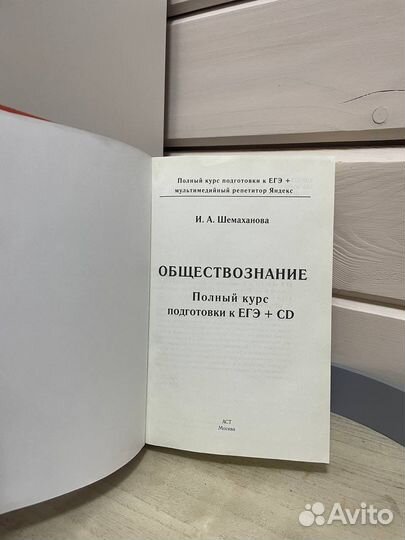 Полный курс подготовки к ЕГЭ +
мультимедийный репетитор Яндекс
И. А. Шемаханова
ОБЩЕСТВОЗНАНИЕ
Полный курс
подготовки к ЕГЭ + CD
АСТ
Москва
Avito